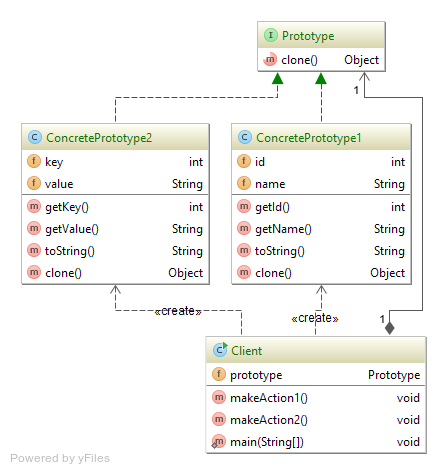 I Prototype
m clone() Object
1
C ConcretePrototype2
f key int
f value String
m getKey() int
m getValue() String
m toString() String
m clone() Object
C ConcretePrototype1
f id int
f name String
m getId() int
m getName() String
m toString() String
m clone() Object
«create»
«create»
1
C Client
f prototype Prototype
m makeAction1() void
m makeAction2() void
m main(String[]) void
Powered by yFiles